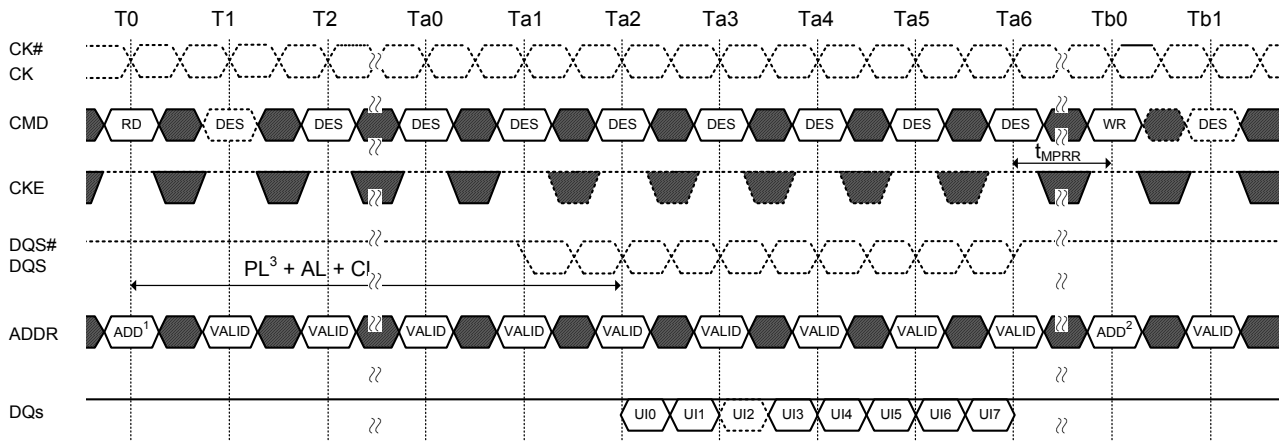 T0 T1 T2 Ta0 Ta1 Ta2 Ta3 Ta4 Ta5 Ta6 Tb0 Tb1
CK#
CK
CMD RD DES DES DES DES DES DES DES DES DES WR DES
tMPRR
CKE
DQS#
DQS
PL³ + AL + CL
ADDR ADD¹ VALID VALID VALID VALID VALID VALID VALID VALID VALID ADD² VALID
DQs UI0 UI1 UI2 UI3 UI4 UI5 UI6 UI7